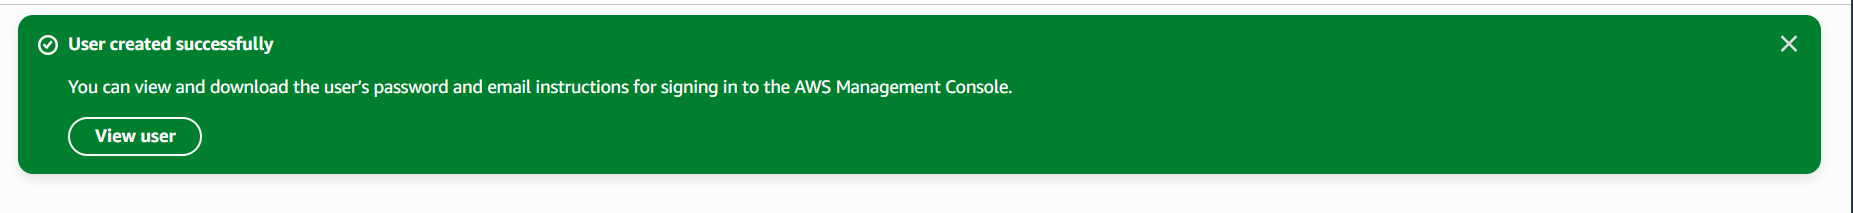 User created successfully
You can view and download the user’s password and email instructions for signing in to the AWS Management Console.
View user